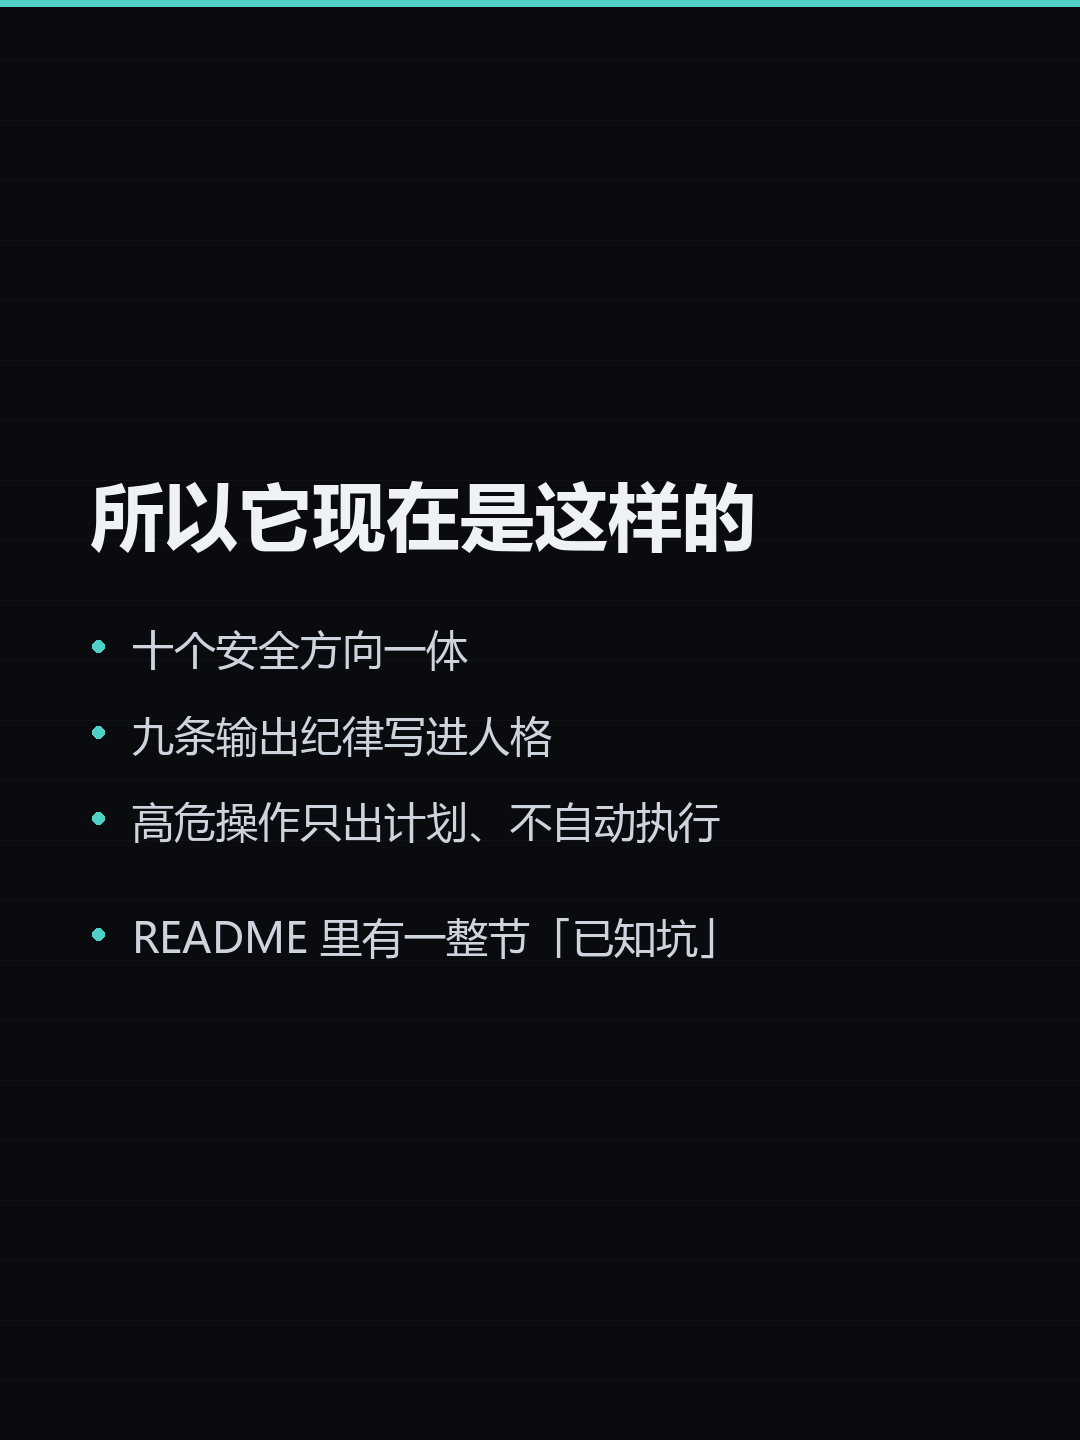 所以它现在是这样的
十个安全方向一体
九条输出纪律写进人格
高危操作只出计划、不自动执行
README 里有一整节「已知坑」